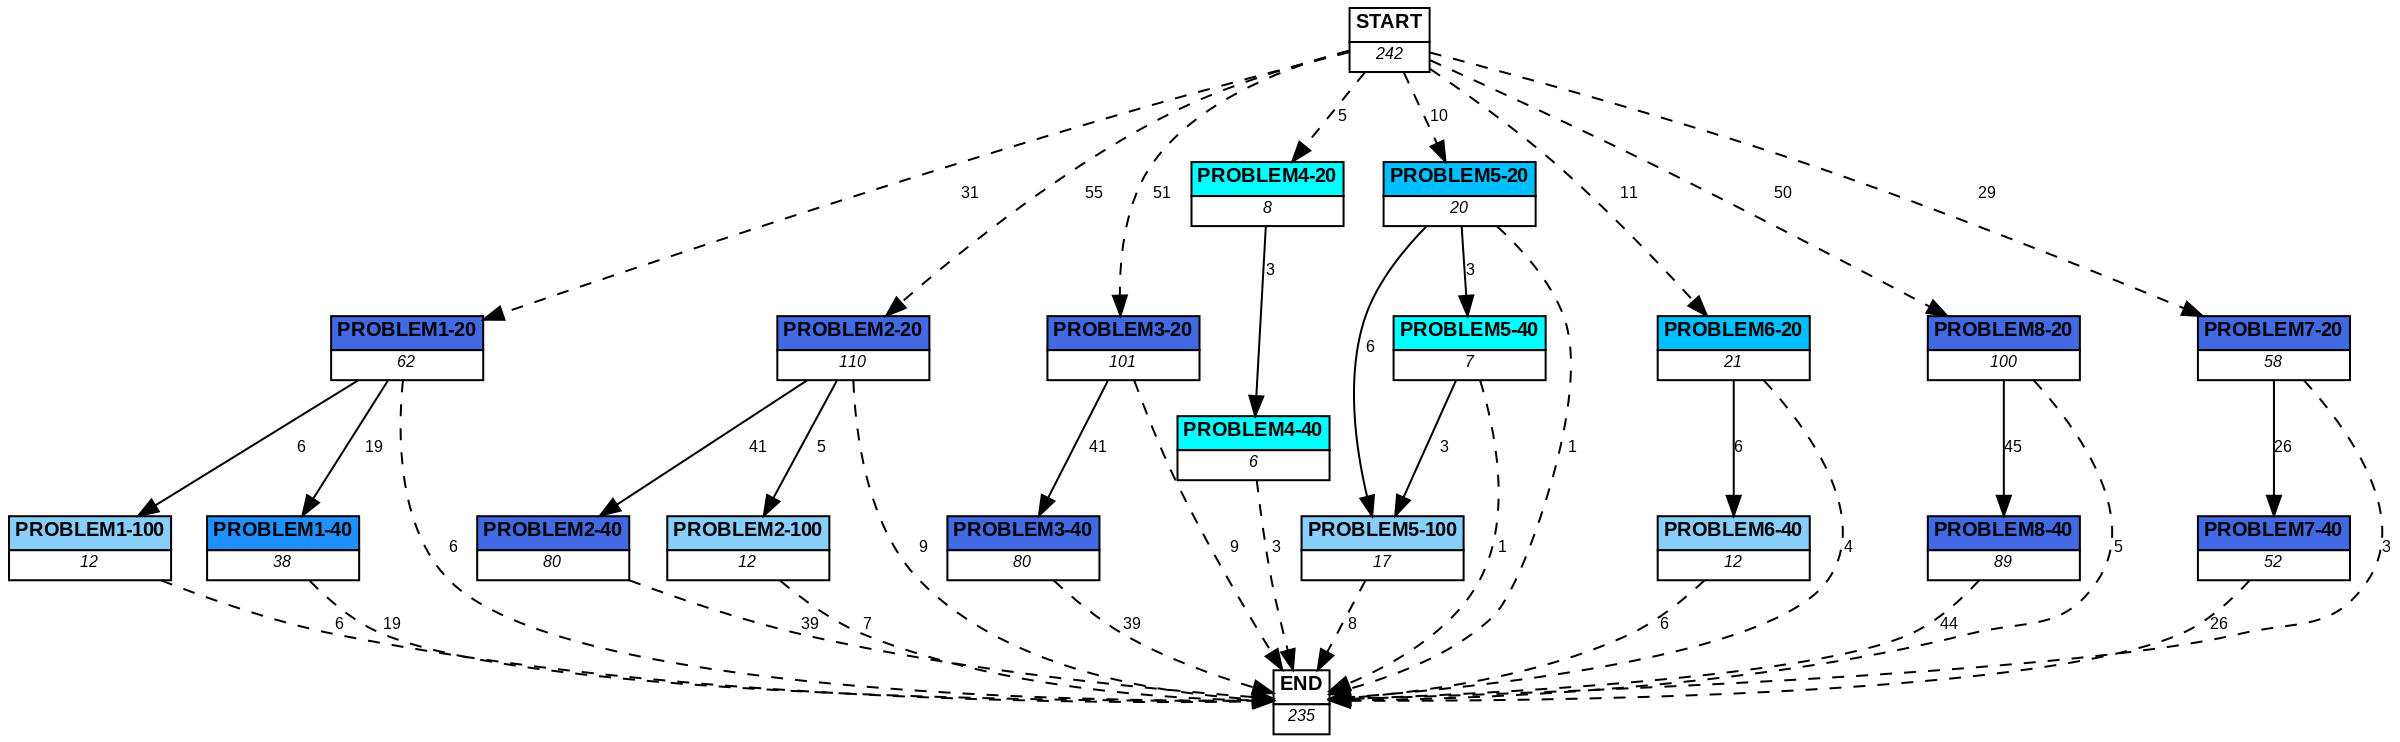 START
242
5
10
PROBLEM4-20
8
PROBLEM5-20
20
31
55
51
11
50
29
3
3
PROBLEM1-20
62
PROBLEM2-20
110
PROBLEM3-20
101
6
PROBLEM5-40
7
PROBLEM6-20
21
PROBLEM8-20
100
PROBLEM7-20
58
PROBLEM4-40
6
6
19
41
5
41
3
1
6
45
26
PROBLEM1-100
12
PROBLEM1-40
38
6
PROBLEM2-40
80
PROBLEM2-100
12
9
PROBLEM3-40
80
9
3
PROBLEM5-100
17
1
PROBLEM6-40
12
4
PROBLEM8-40
89
5
PROBLEM7-40
52
3
6
19
39
7
39
8
6
44
26
END
235